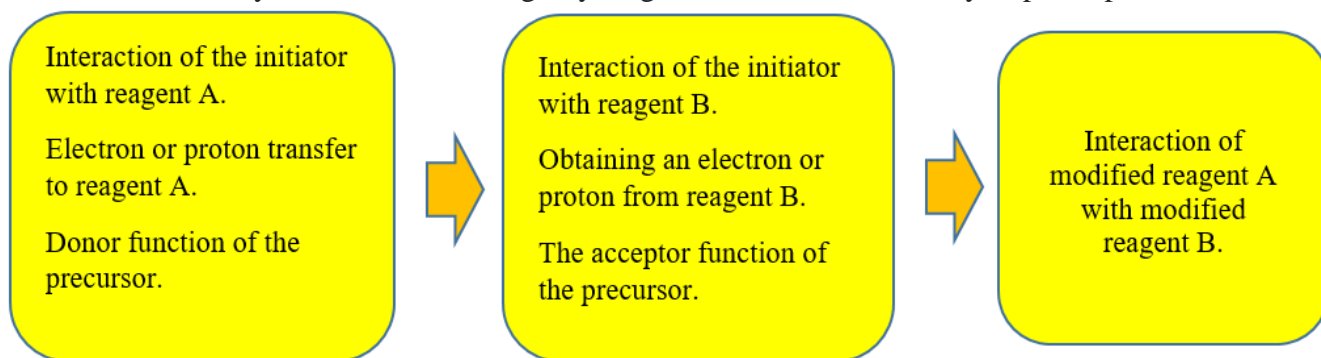 Interaction of the initiator
with reagent A.
Electron or proton transfer
to reagent A.
Donor function of the
precursor.
Interaction of the initiator
with reagent B.
Obtaining an electron or
proton from reagent B.
The acceptor function of
the precursor.
Interaction of
modified reagent A
with modified
reagent B.